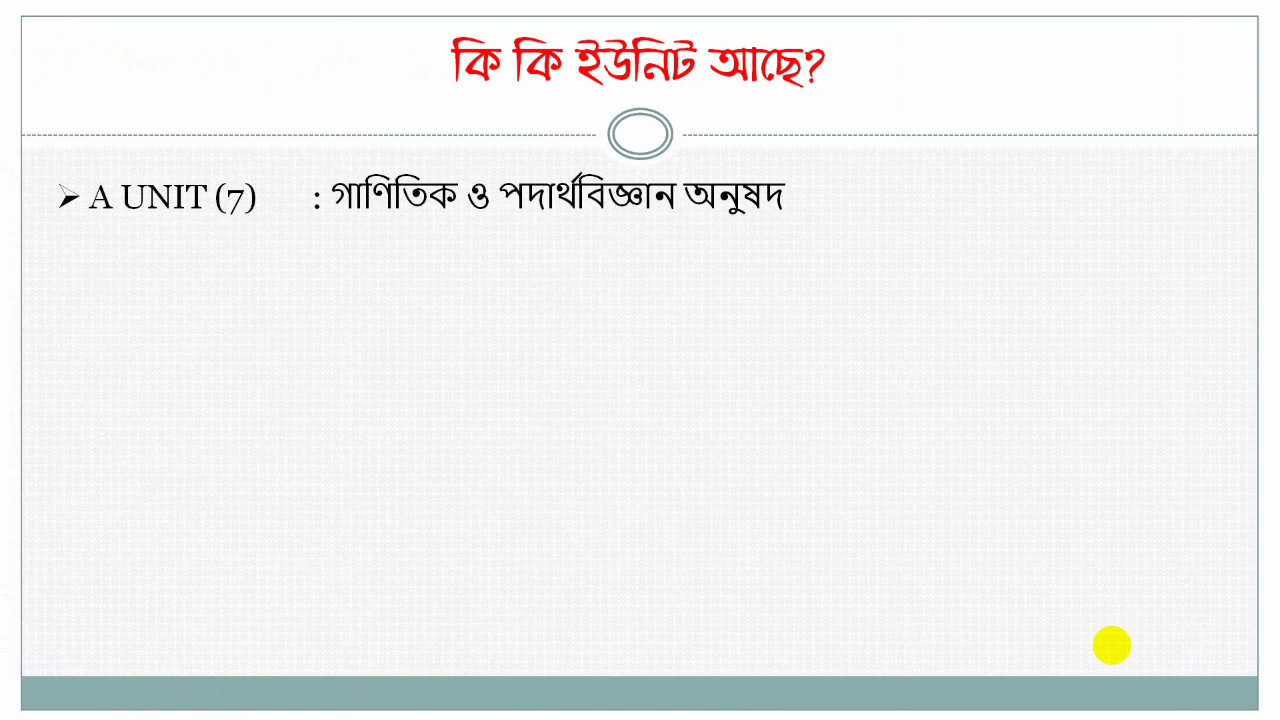 কি কি ইউনিট আছে?
➢ A UNIT (7) : গাণিতিক ও পদার্থবিজ্ঞান অনুষদ